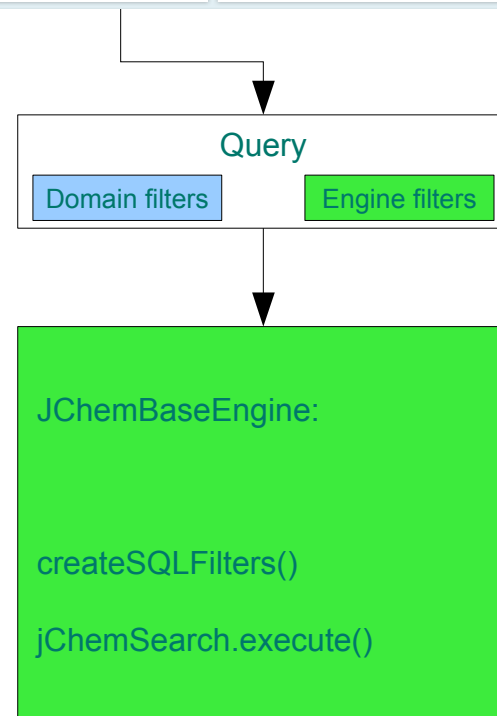 Query
Domain filters
Engine filters
JChemBaseEngine:
createSQLFilters()
jChemSearch.execute()